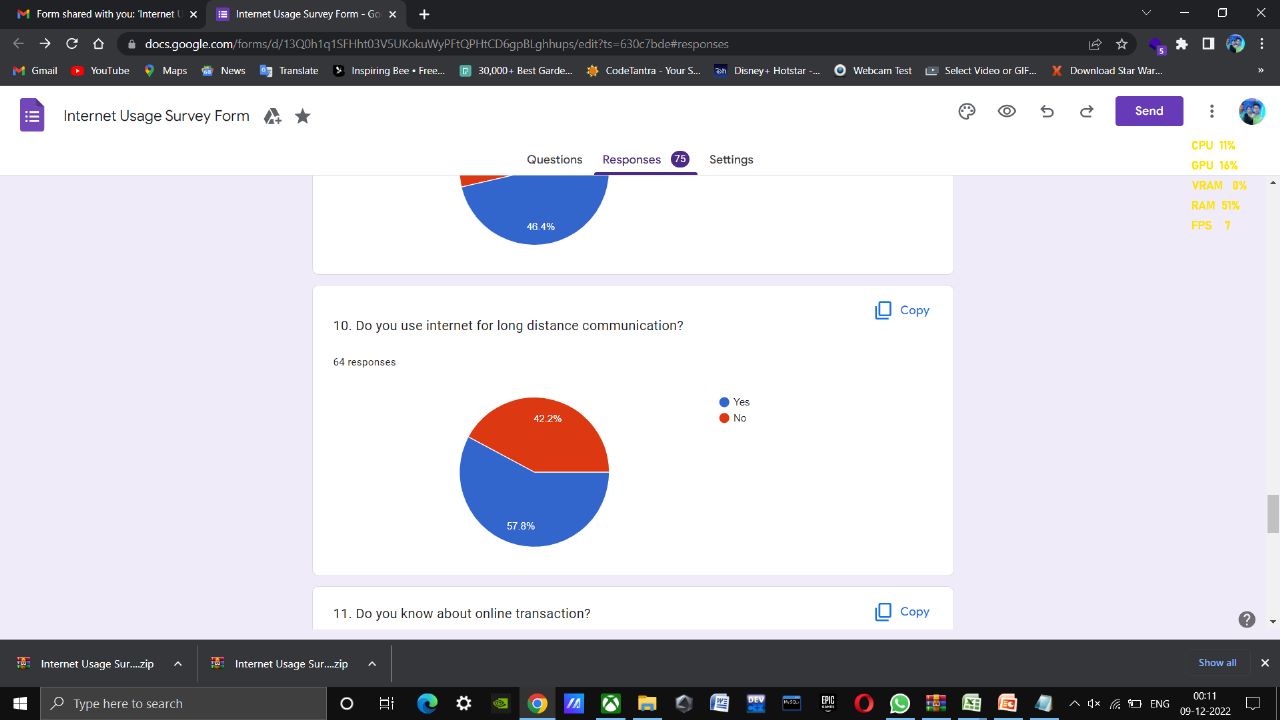 Form shared with you: 'Internet U
Internet Usage Survey Form - Go
docs.google.com/forms/d/13Q0h1q1SFHht03V5UKokuWyPFtQPHtCD6gpBLghhups/edit?ts=630c7bde#responses
5
Gmail YouTube Maps News Translate Inspiring Bee • Free... 30,000+ Best Garde... CodeTantra - Your S... Disney+ Hotstar -... Webcam Test Select Video or GIF... Download Star War... »
Internet Usage Survey Form
Send
Questions Responses 75 Settings
CPU 11%
GPU 16%
VRAM 8%
RAM 51%
FPS 7
46.4%
Copy
10. Do you use internet for long distance communication?
64 responses
Yes
No
42.2%
57.8%
11. Do you know about online transaction?
Copy
Internet Usage Sur....zip
Internet Usage Sur....zip
Show all
Type here to search
ENG
00:11
09-12-2022